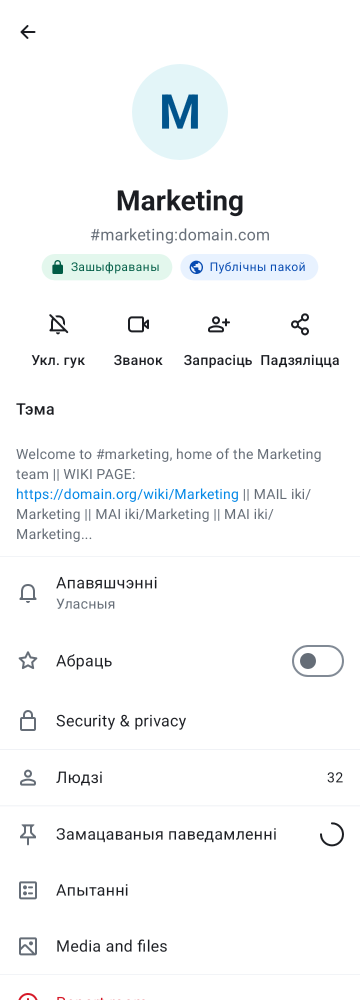 M
Marketing
#marketing:domain.com
Зашыфраваны
Публічны пакой
Укл. гук
Званок
Запрасіць
Падзяліцца
Тэма
Welcome to #marketing, home of the Marketing
team || WIKI PAGE:
https://domain.org/wiki/Marketing || MAIL iki/
Marketing || MAI iki/Marketing || MAI iki/
Marketing...
Апавяшчэнні
Уласныя
Абраць
Security & privacy
Людзі
32
Замацаваныя паведамленні
Апытанні
Media and files